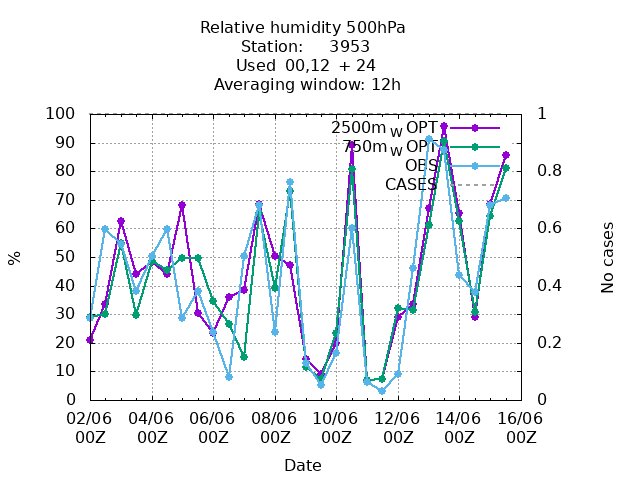 Relative humidity 500hPa
Station: 3953
Used 00,12 + 24
Averaging window: 12h
2500m W OPT
750m W OPT
OBS
CASES
100
90
80
70
60
50
40
30
20
10
0
1
0.8
0.6
0.4
0.2
0
%
No cases
02/06 04/06 06/06 08/06 10/06 12/06 14/06 16/06
00Z 00Z 00Z 00Z 00Z 00Z 00Z 00Z
Date